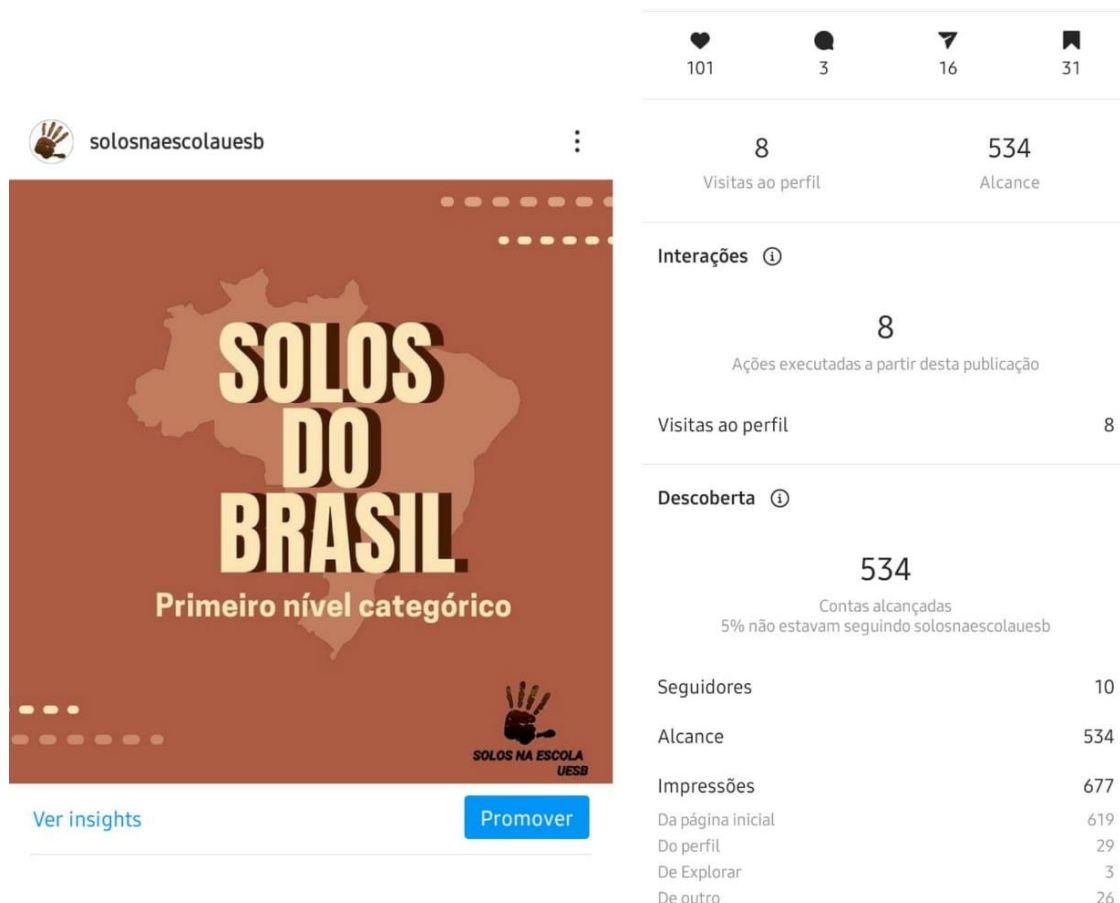 solosnaescolauesb
SOLOS
DO
BRASIL
Primeiro nível categórico
SOLOS NA ESCOLA
UESB
Ver insights
Promover
101
3
16
31
8
534
Visitas ao perfil
Alcance
Interações
8
Ações executadas a partir desta publicação
Visitas ao perfil 8
Descoberta
534
Contas alcançadas
5% não estavam seguindo solosnaescolauesb
Seguidores 10
Alcance 534
Impressões 677
Da página inicial 619
Do perfil 29
De Explorar 3
De outro 26